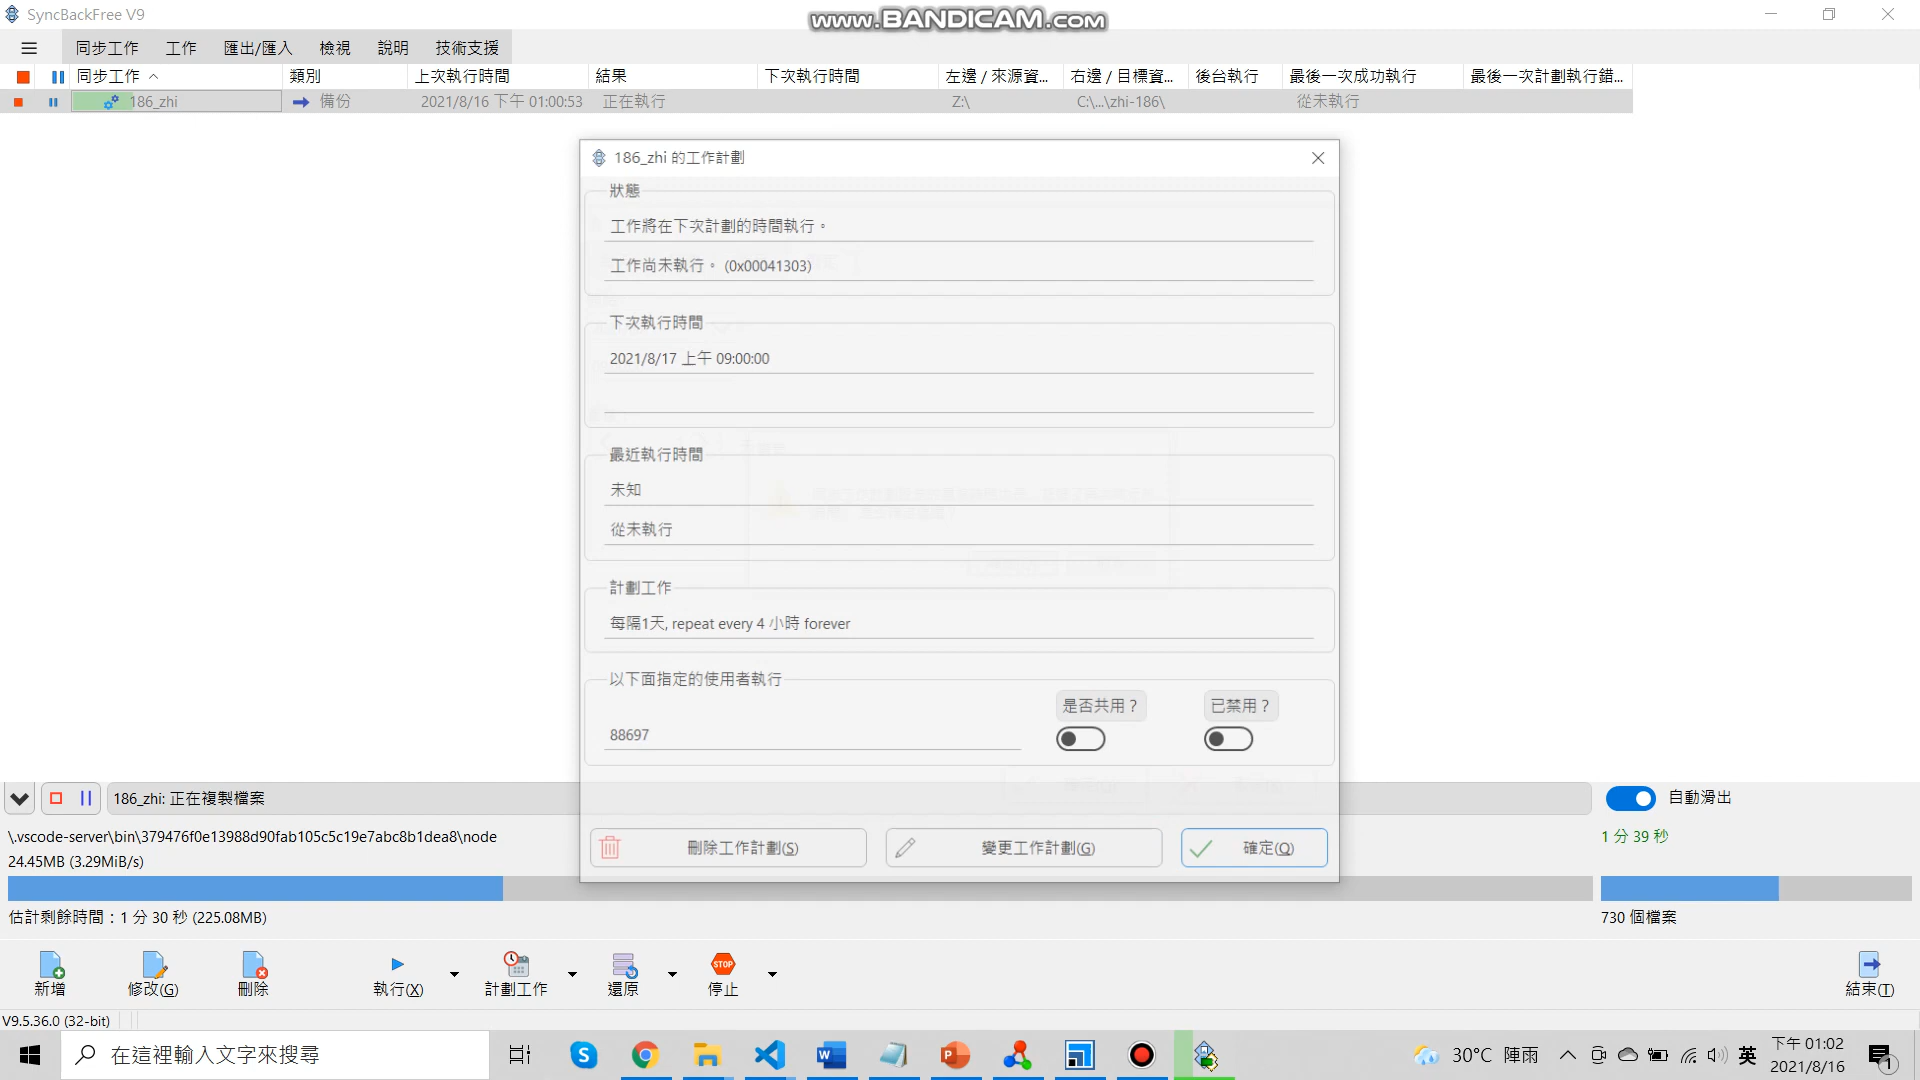 SyncBackFree V9
www.BANDICAM.com
同步工作 工作 匯出/匯入 檢視 說明 技術支援
同步工作 類別 上次執行時間 結果 下次執行時間 左邊 / 來源資... 右邊 / 目標資... 後台執行 最後一次成功執行 最後一次計劃執行錯...
186_zhi 備份 2021/8/16 下午 01:00:53 正在執行 Z:\ C:\...\zhi-186\ 從未執行
186_zhi 的工作計劃
狀態
工作將在下次計劃的時間執行。
工作尚未執行。 (0x00041303)
下次執行時間
2021/8/17 上午 09:00:00
最近執行時間
未知
從未執行
計劃工作
每隔1天, repeat every 4 小時 forever
以下面指定的使用者執行
是否共用？ 已禁用？
88697
刪除工作計劃(S) 變更工作計劃(G) 確定(O)
186_zhi: 正在複製檔案 自動滑出
\.vscode-server\bin\379476f0e13988d90fab105c5c19e7abc8b1dea8\node 1 分 39 秒
24.45MB (3.29MiB/s)
估計剩餘時間：1 分 30 秒 (225.08MB) 730 個檔案
新增 修改(G) 刪除 執行(X) 計劃工作 還原 STOP 停止 結束(T)
V9.5.36.0 (32-bit)
在這裡輸入文字來搜尋 30°C 陣雨 英 下午 01:02
2021/8/16 1